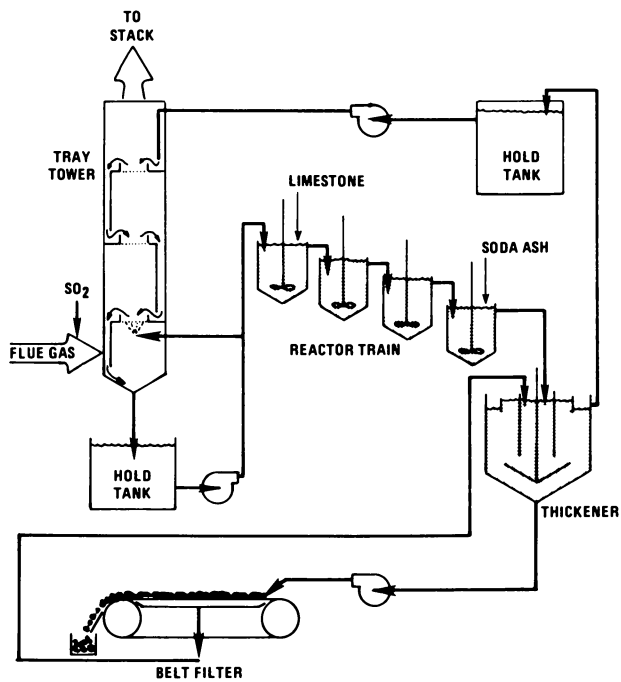 TO
STACK
TRAY
TOWER
HOLD
TANK
LIMESTONE
SODA ASH
SO₂
FLUE GAS
REACTOR TRAIN
HOLD
TANK
THICKENER
BELT FILTER